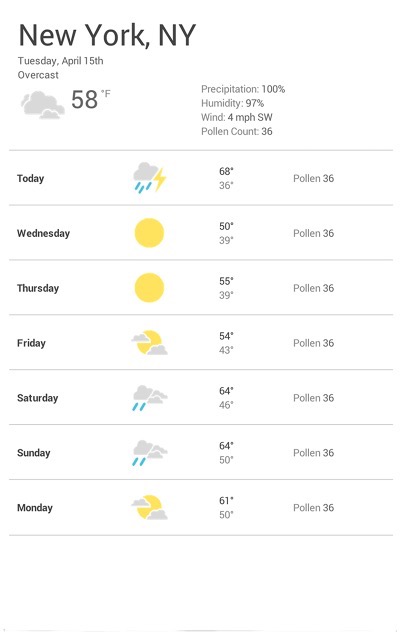 New York, NY
Tuesday, April 15th
Overcast
58 °F
Precipitation: 100%
Humidity: 97%
Wind: 4 mph SW
Pollen Count: 36
Today 68° Pollen 36
36°
Wednesday 50° Pollen 36
39°
Thursday 55° Pollen 36
39°
Friday 54° Pollen 36
43°
Saturday 64° Pollen 36
46°
Sunday 64° Pollen 36
50°
Monday 61° Pollen 36
50°